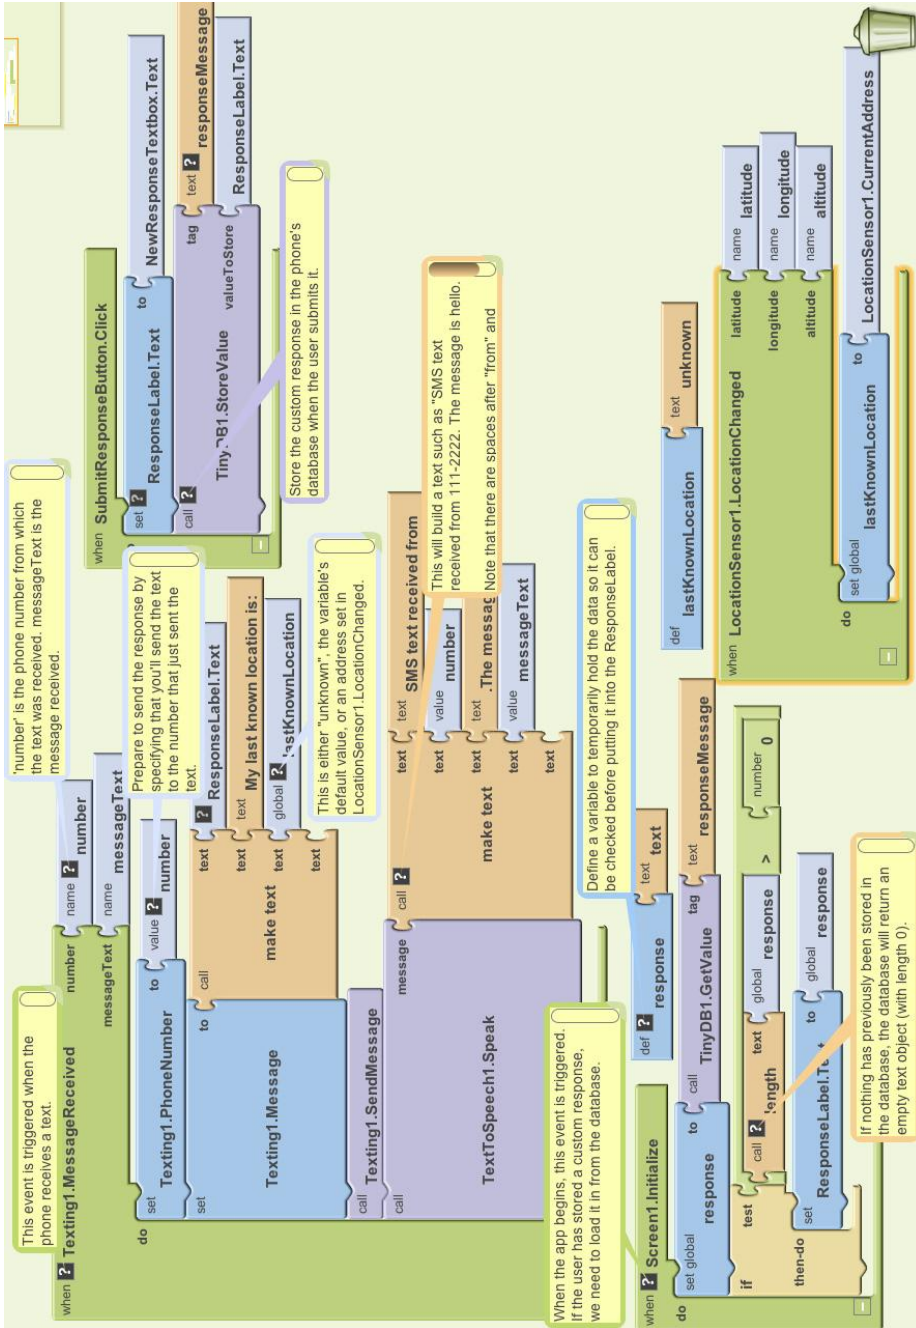 This event is triggered when the
phone receives a text.
when ? Texting1.MessageReceived
number
name ? number
messageText
name messageText
'number' is the phone number from which
the text was received. messageText is the
message received.
do
set Texting1.PhoneNumber to
value ? number
Prepare to send the response by
specifying that you'll send the text
to the number that just sent the
text.
set Texting1.Message to
call make text
text
? ResponseLabel.Text
text
text My last known location is:
text
global ?
text
This is either "unknown", the variable's
default value, or an address set in
LocationSensor1.LocationChanged.
call Texting1.SendMessage
call TextToSpeech1.Speak
message
call ? make text
text
text SMS text received from
text
value number
text
text
text
value messageText
text
This will build a text such as "SMS text
received from 111-2222. The message is hello.
Note that there are spaces after "from" and
when SubmitResponseButton.Click
set ? ResponseLabel.Text to
NewResponseTextbox.Text
call ?
tag
text ? responseMessage
valueToStore
ResponseLabel.Text
Store the custom response in the phone's
database when the user submits it.
When the app begins, this event is triggered.
If the user has stored a custom response,
we need to load it in from the database.
def ? response
text text
Define a variable to temporarily hold the data so it can
be checked before putting it into the ResponseLabel.
when ? Screen1.Initialize
do
set global response to
call TinyDB1.GetValue
tag
text responseMessage
if
test
call ?
text
global response
>
number 0
then-do
set
to
global response
If nothing has previously been stored in
the database, the database will return an
empty text object (with length 0).
def lastKnownLocation
text unknown
when LocationSensor1.LocationChanged
latitude
name latitude
longitude
name longitude
altitude
name altitude
do
set global lastKnownLocation to
LocationSensor1.CurrentAddress